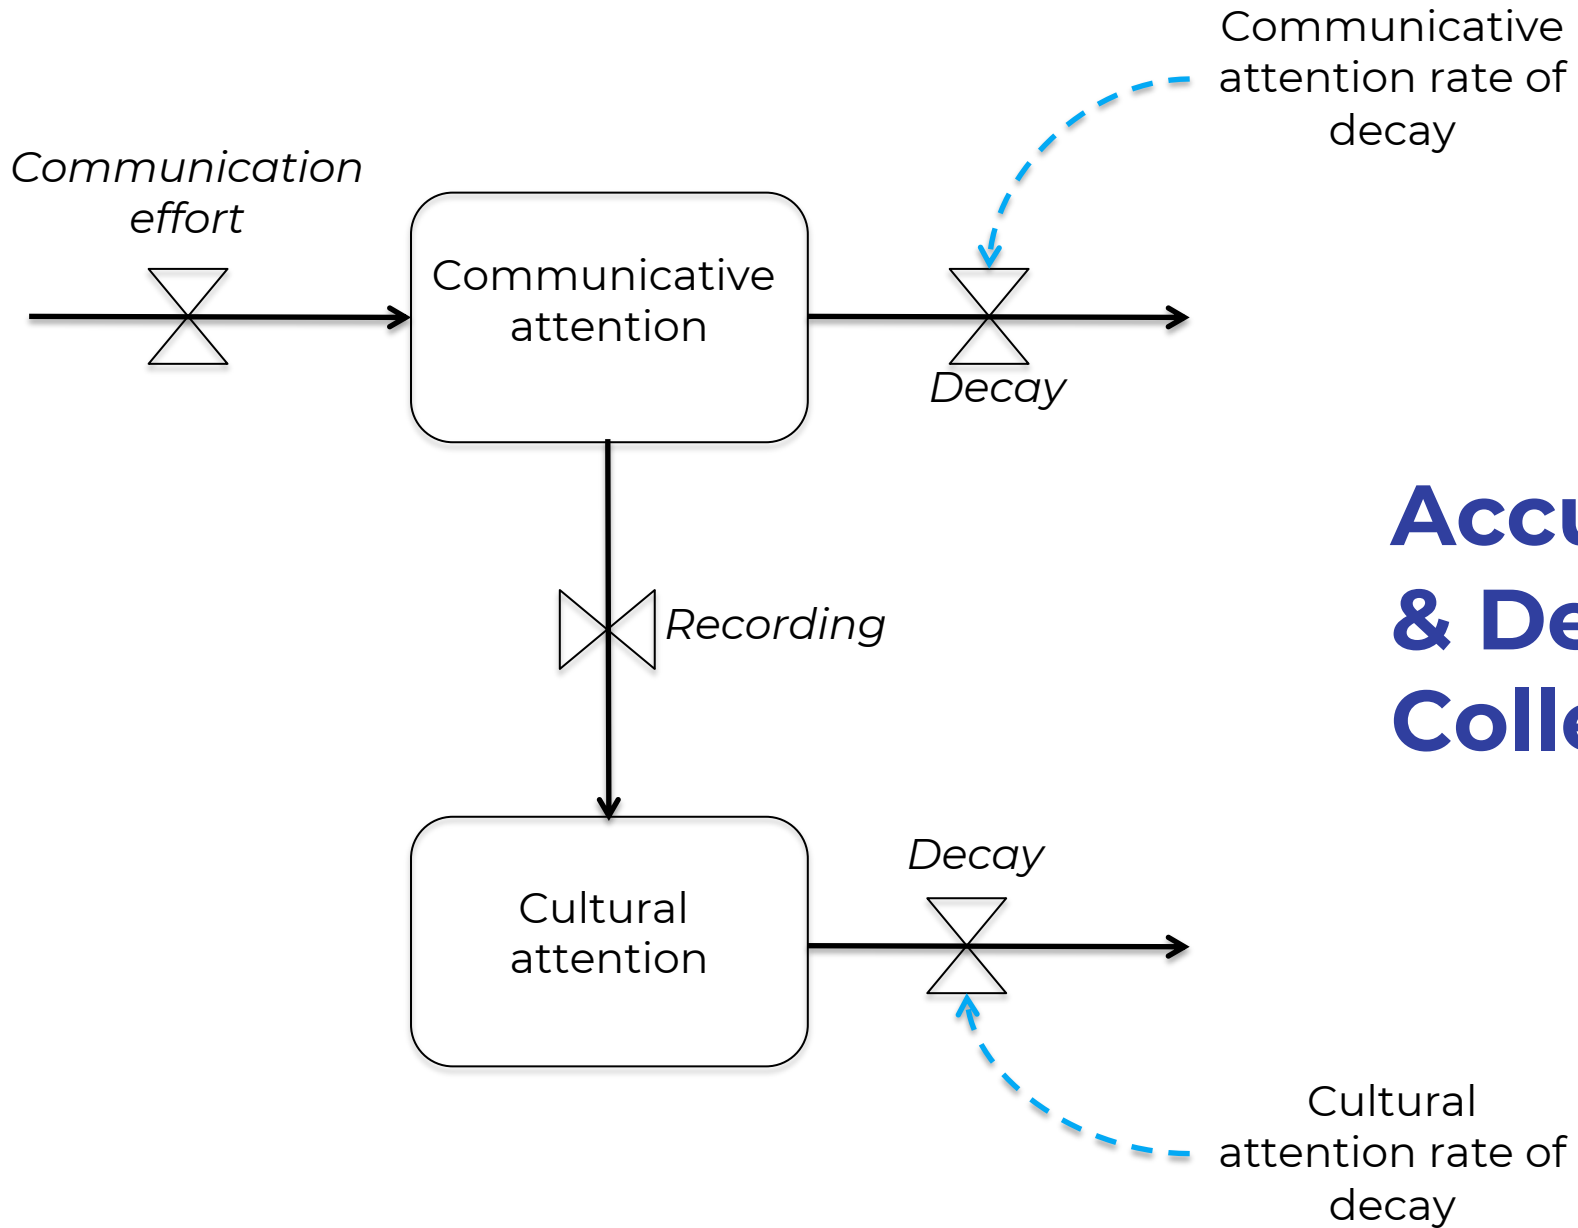 Communicative
attention rate of
decay
Communication
effort
Communicative
attention
Decay
Recording
&
Cultural
attention
Decay
Cultural
attention rate of
decay